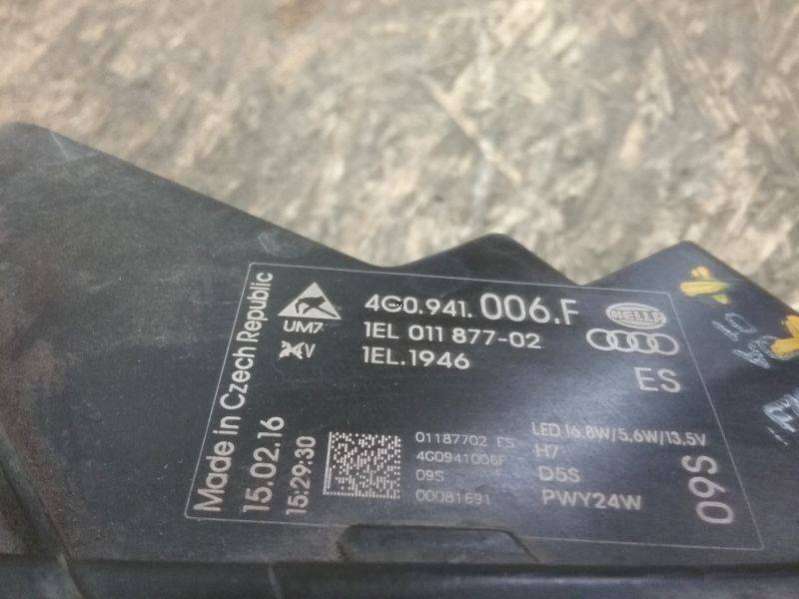 Made in Czech Republic
15.02.16
15:29:30
UM7
4G0.941.006.F
1EL 011 877-02
1EL.1946
HELLA
ES
01187702 ES
4G0941006F
09S
00081691
LED 16.8W/5.6W/13.5V
H7
D5S
PWY24W
09S